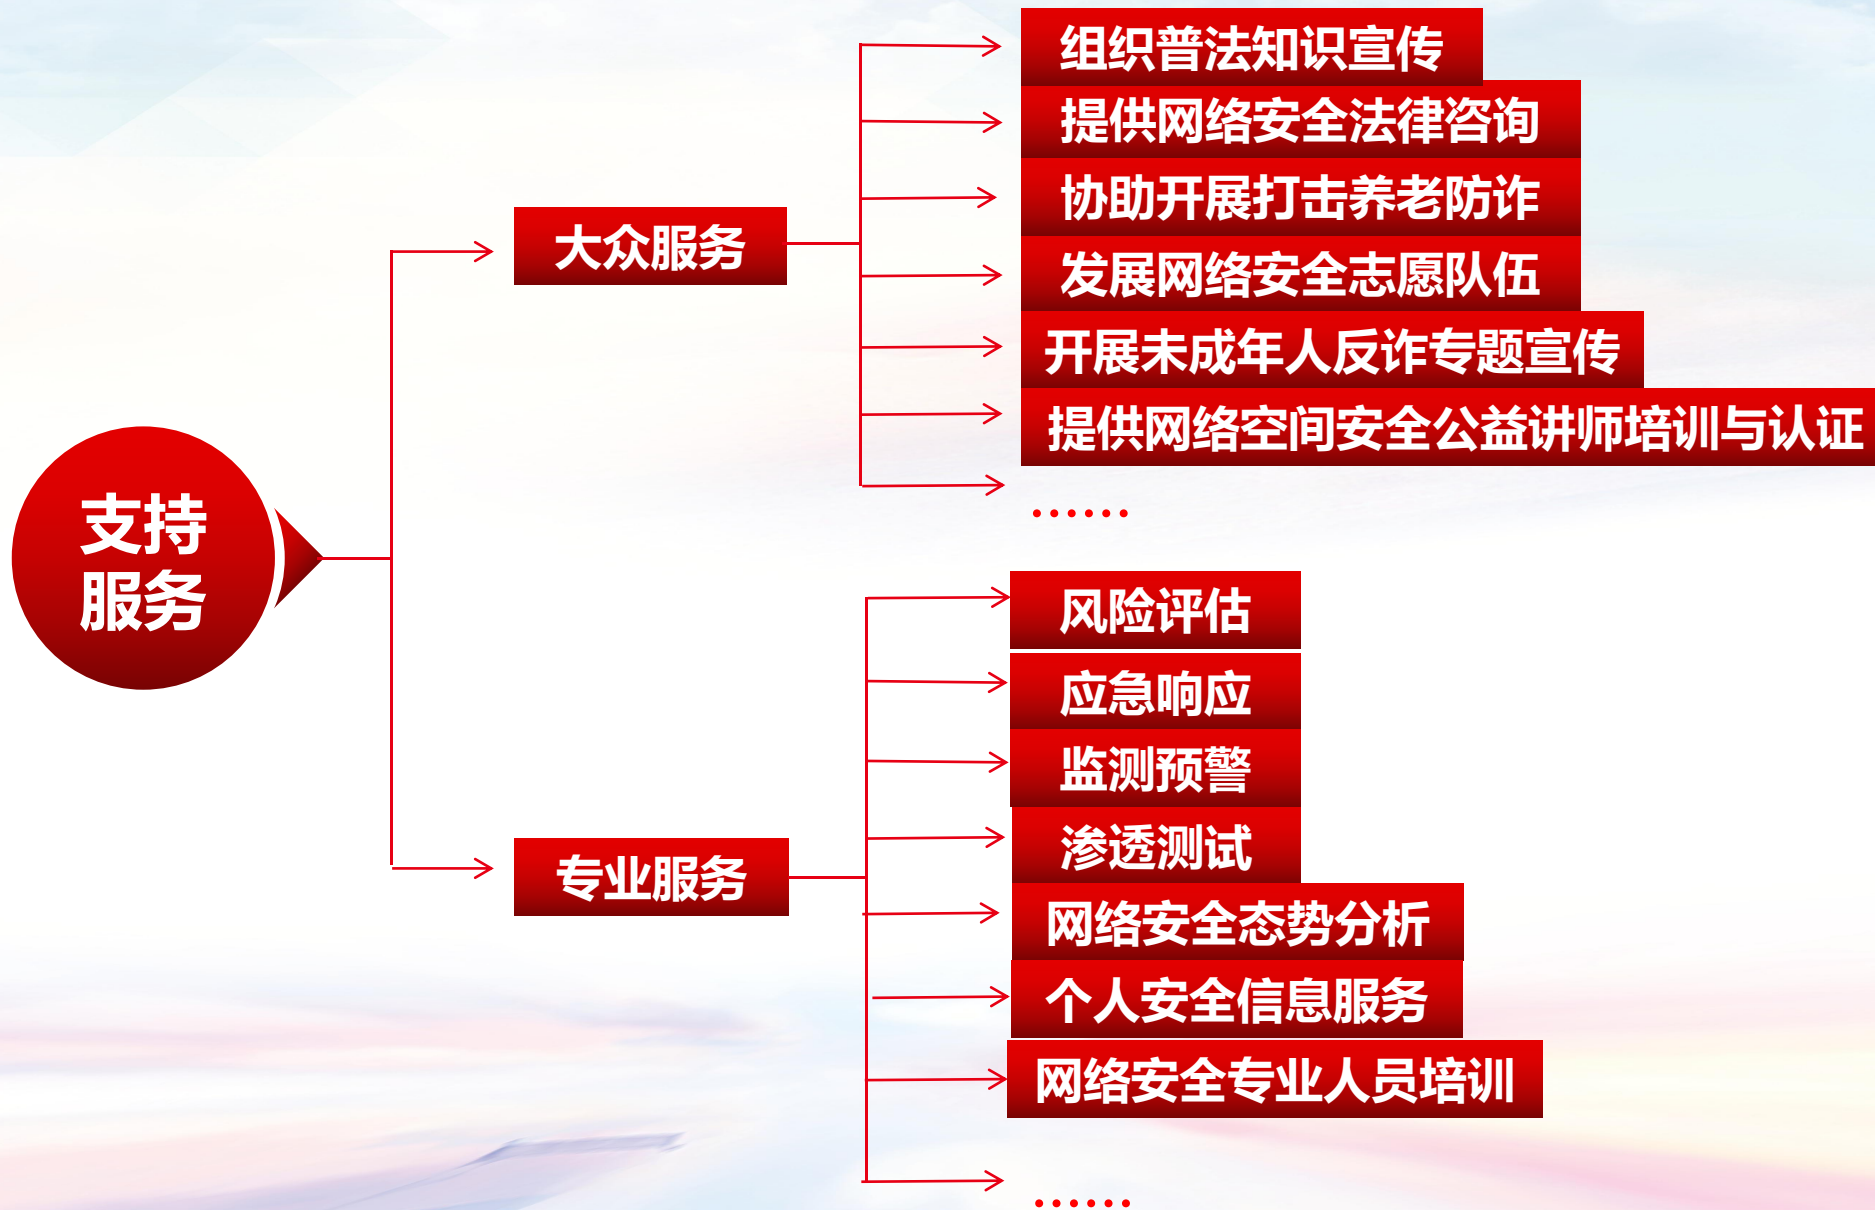 支持
服务
大众服务
组织普法知识宣传
提供网络安全法律咨询
协助开展打击养老防诈
发展网络安全志愿队伍
开展未成年人反诈专题宣传
提供网络空间安全公益讲师培训与认证
……
专业服务
风险评估
应急响应
监测预警
渗透测试
网络安全态势分析
个人安全信息服务
网络安全专业人员培训
……